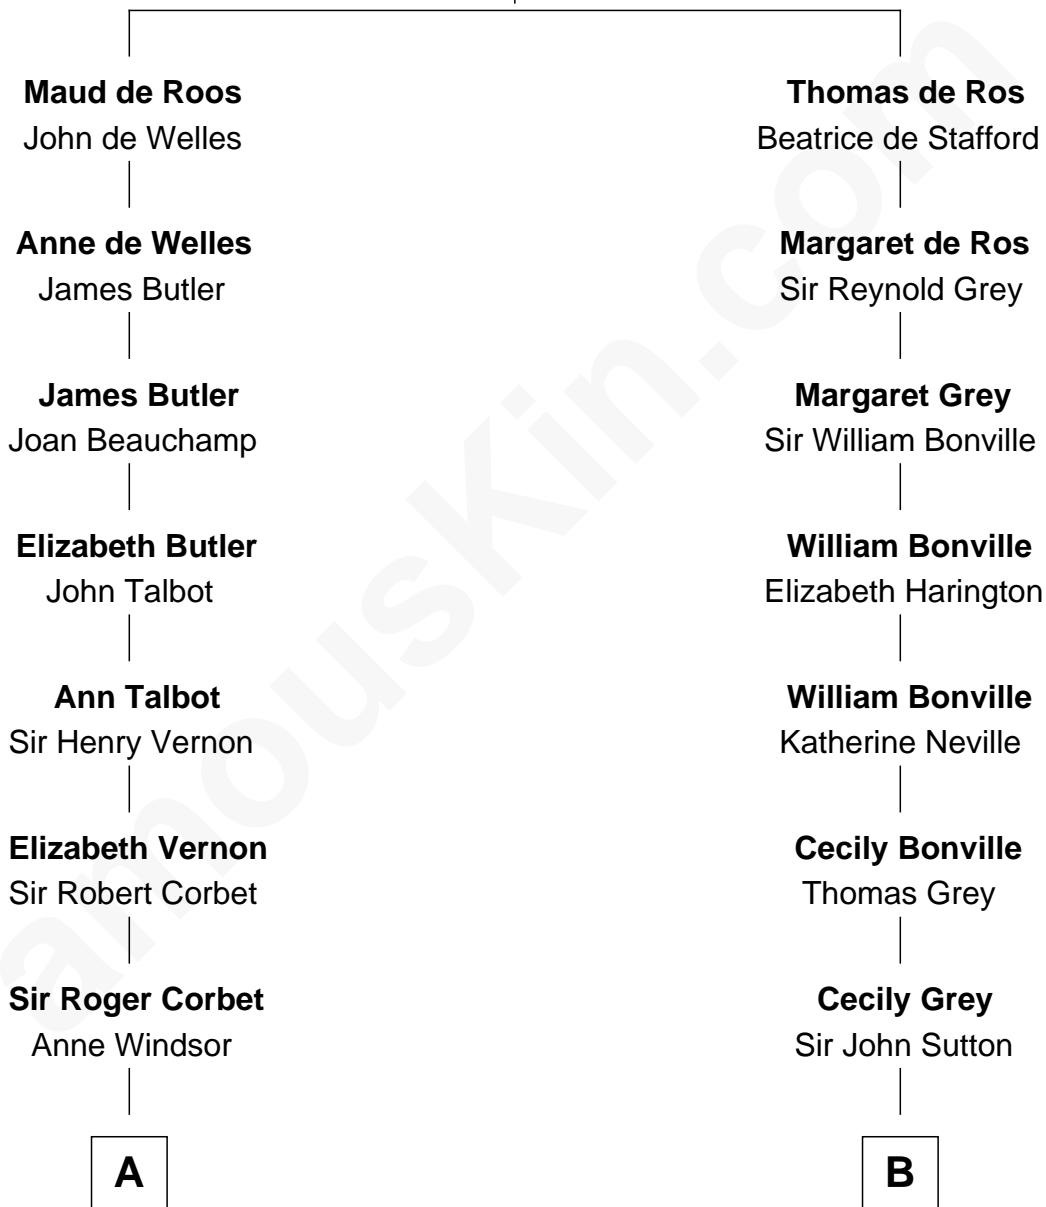 Maud de Roos
John de Welles
Thomas de Ros
Beatrice de Stafford
Anne de Welles
James Butler
Margaret de Ros
Sir Reynold Grey
James Butler
Joan Beauchamp
Margaret Grey
Sir William Bonville
Elizabeth Butler
John Talbot
William Bonville
Elizabeth Harington
Ann Talbot
Sir Henry Vernon
William Bonville
Katherine Neville
Elizabeth Vernon
Sir Robert Corbet
Cecily Bonville
Thomas Grey
Sir Roger Corbet
Anne Windsor
Cecily Grey
Sir John Sutton
A
B
amouskin.com